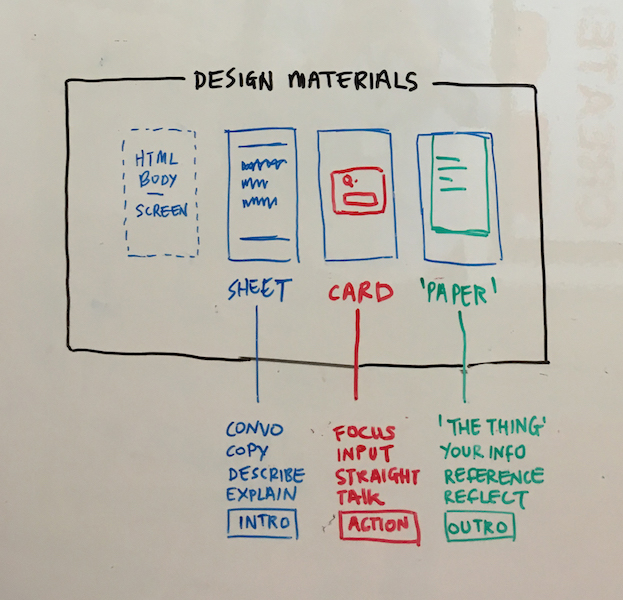 DESIGN MATERIALS
HTML
BODY
SCREEN
SHEET
CARD
'PAPER'
CONVO
COPY
DESCRIBE
EXPLAIN
INTRO
FOCUS
INPUT
STRAIGHT
TALK
ACTION
'THE THING'
YOUR INFO
REFERENCE
REFLECT
OUTRO